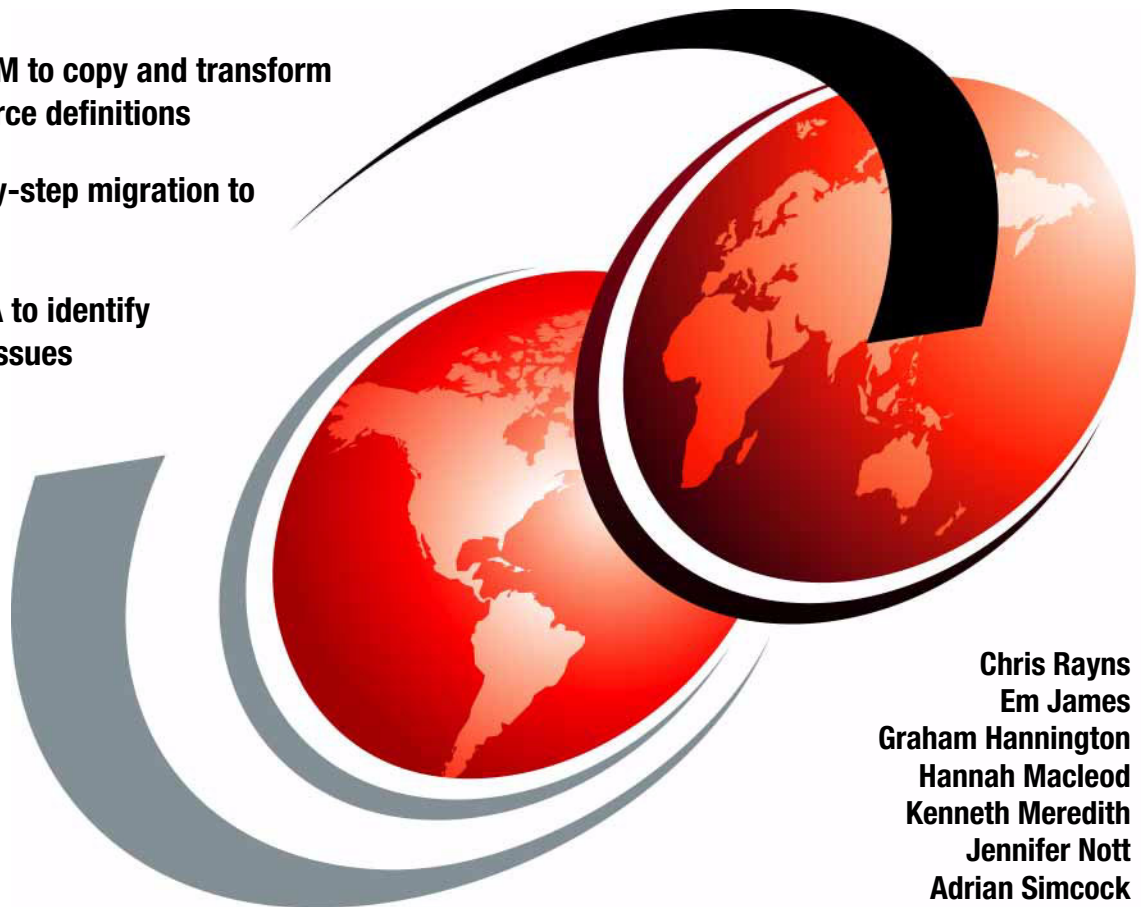 M to copy and transform
rce definitions
y-step migration to
A to identify
ssues
Chris Rayns
Em James
Graham Hannington
Hannah Macleod
Kenneth Meredith
Jennifer Nott
Adrian Simcock